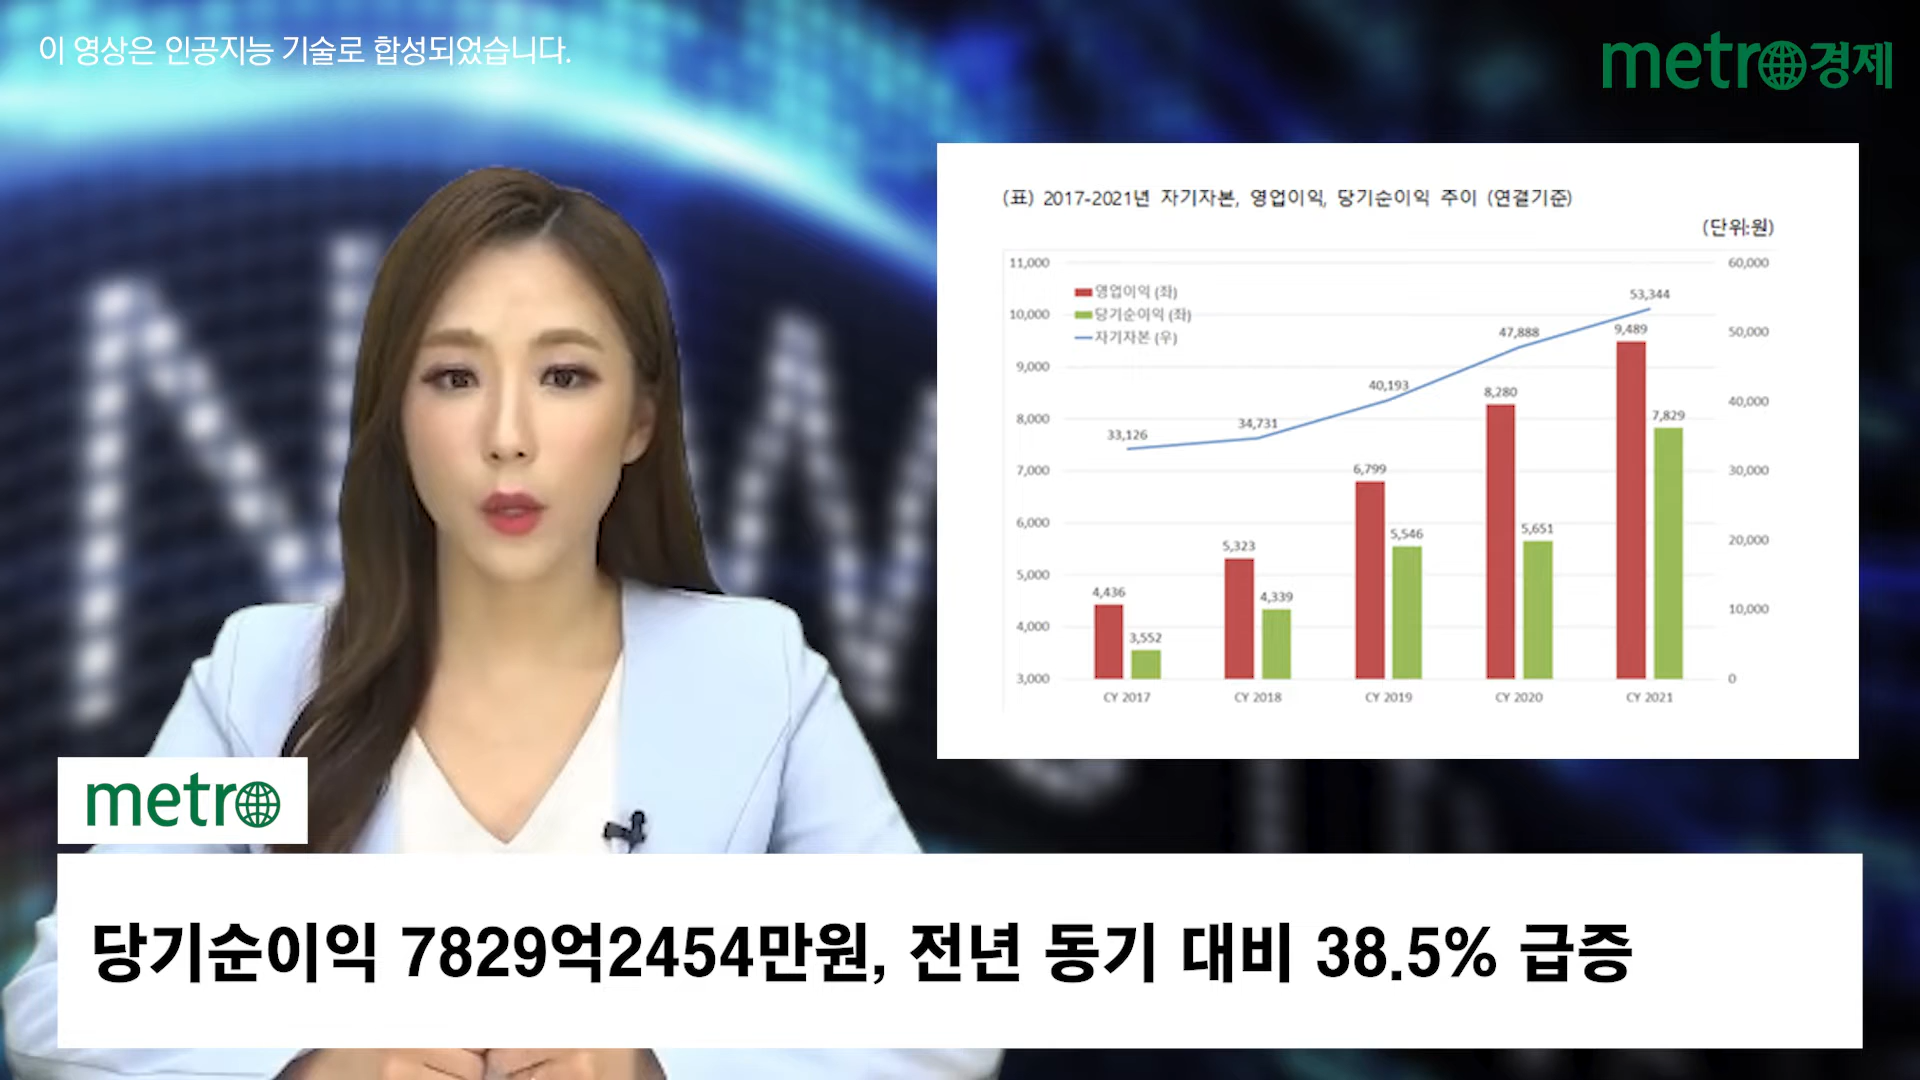 이 영상은 인공지능 기술로 합성되었습니다.
metro경제
(표) 2017-2021년 자기자본, 영업이익, 당기순이익 추이 (연결기준)
(단위:원)
11,000
10,000
9,000
8,000
7,000
6,000
5,000
4,000
3,000
영업이익 (좌)
당기순이익 (좌)
자기자본 (우)
60,000
50,000
40,000
30,000
20,000
10,000
0
33,126
34,731
40,193
47,888
53,344
4,436
3,552
5,323
4,339
6,799
5,546
8,280
5,651
9,489
7,829
CY 2017
CY 2018
CY 2019
CY 2020
CY 2021
metro
당기순이익 7829억2454만원, 전년 동기 대비 38.5% 급증